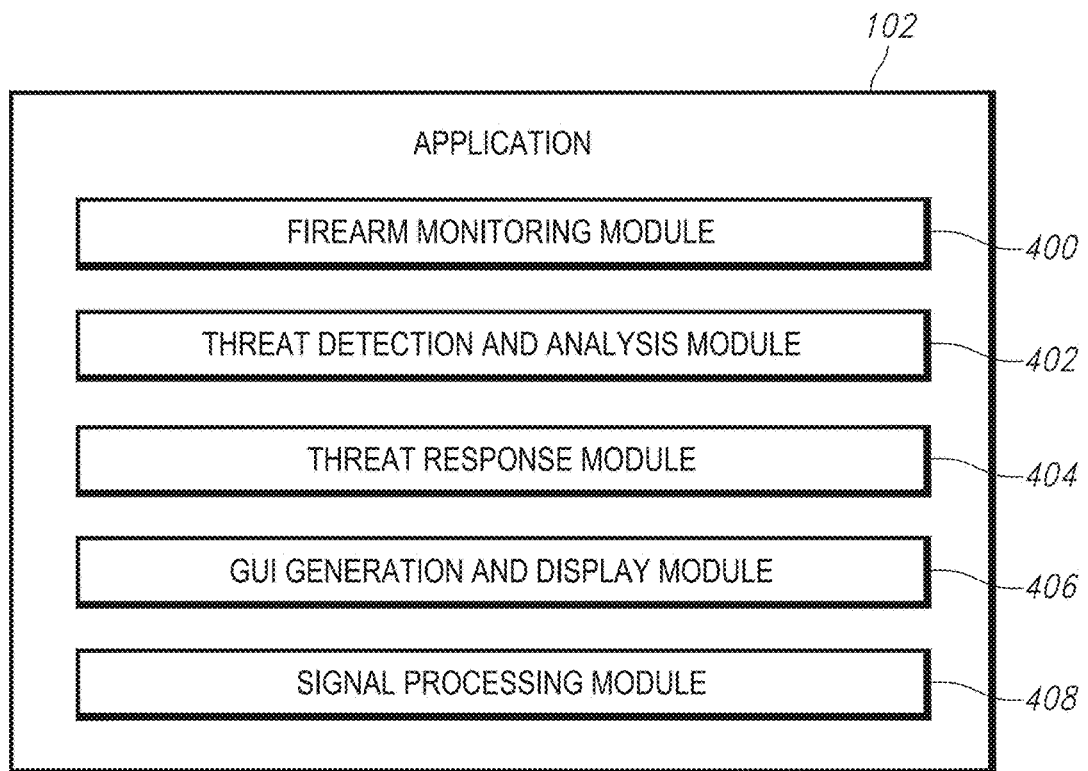 102
APPLICATION
FIREARM MONITORING MODULE
400
THREAT DETECTION AND ANALYSIS MODULE
402
THREAT RESPONSE MODULE
404
GUI GENERATION AND DISPLAY MODULE
406
SIGNAL PROCESSING MODULE
408